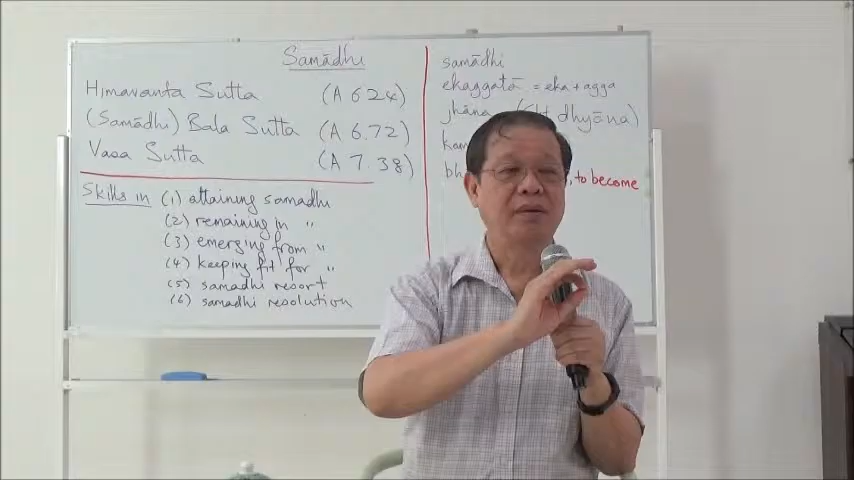 Samādhi
Himavanta Sutta (A 6.24)
(Samādhi) Bala Sutta (A 6.72)
Vasa Sutta (A 7.38)
Skills in (1) attaining samadhi
(2) remaining in "
(3) emerging from "
(4) keeping fit for "
(5) samadhi resort
(6) samadhi resolution
samādhi
ekaggatā = eka + agga
jhāna dhyāna)
to become